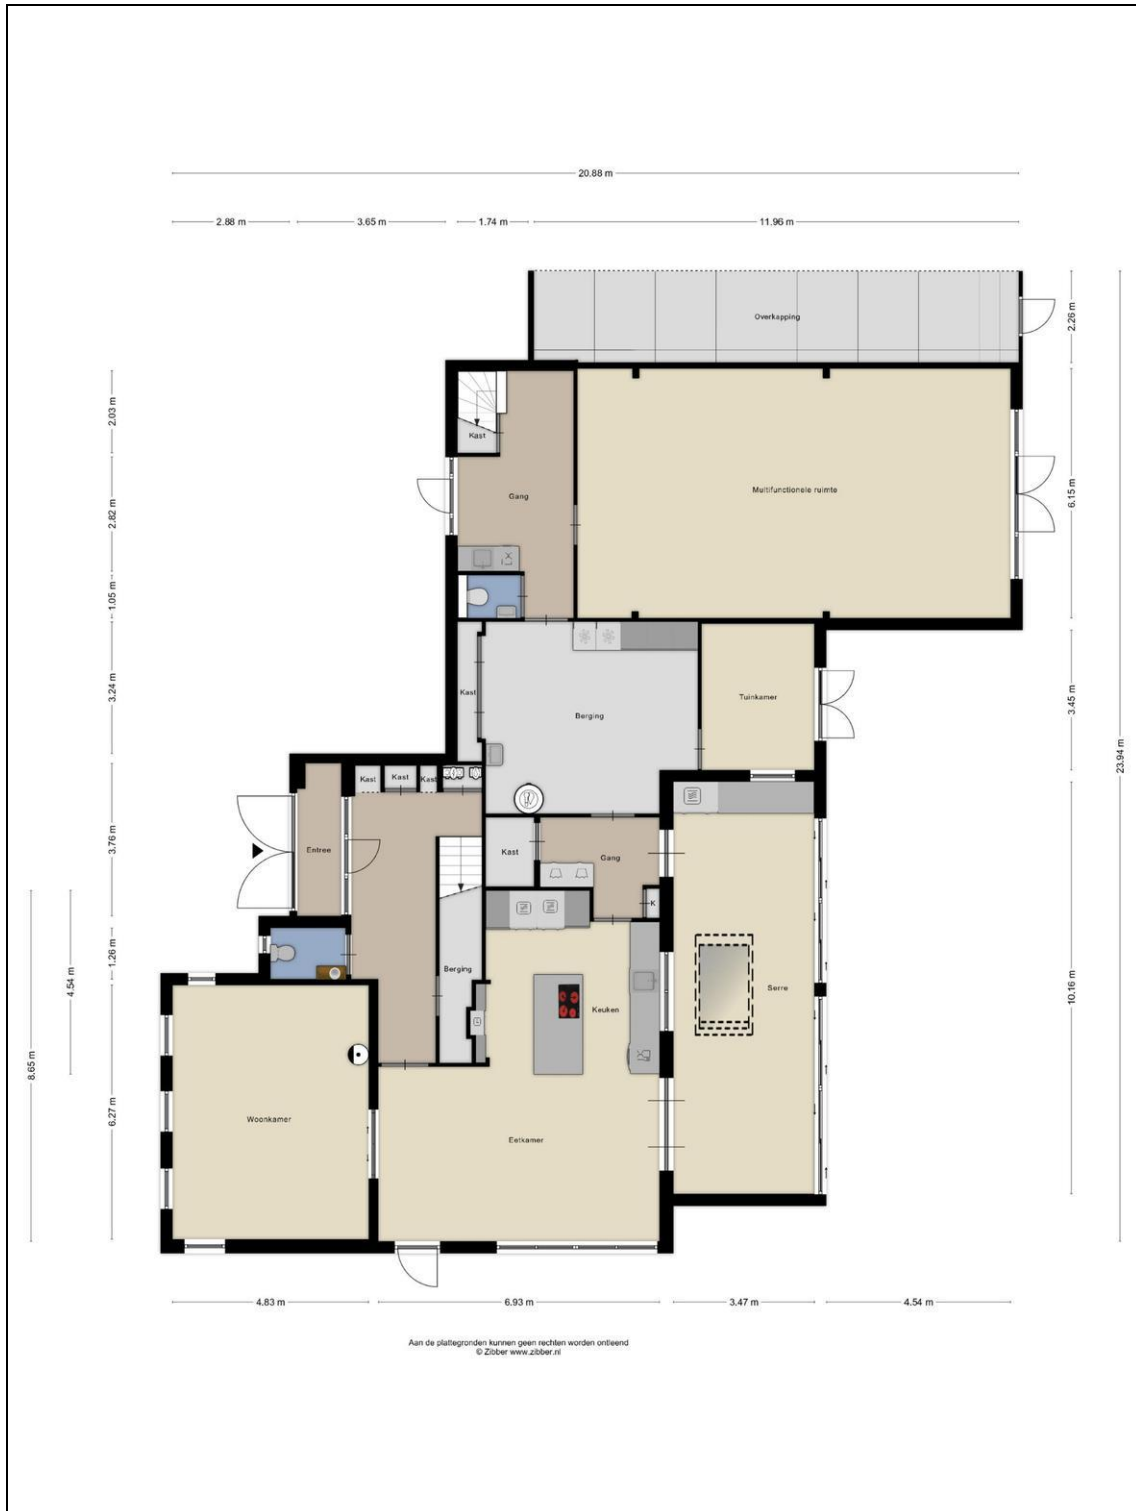 20.88 m
2.88 m
3.65 m
1.74 m
11.96 m
Overkapping
2.26 m
2.03 m
Kast
Gang
Multifunctionele ruimte
6.15 m
2.82 m
1.05 m
3.24 m
Kast
Berging
Tuinkamer
3.45 m
23.94 m
Kast
Kast
Kast
3.76 m
Entree
Kast
Gang
K
1.26 m
4.54 m
Berging
Keuken
Serre
10.16 m
8.65 m
6.27 m
Woonkamer
Eetkamer
4.83 m
6.93 m
3.47 m
4.54 m
Aan de plattegronden kunnen geen rechten worden ontleend
© Zibber www.zibber.nl